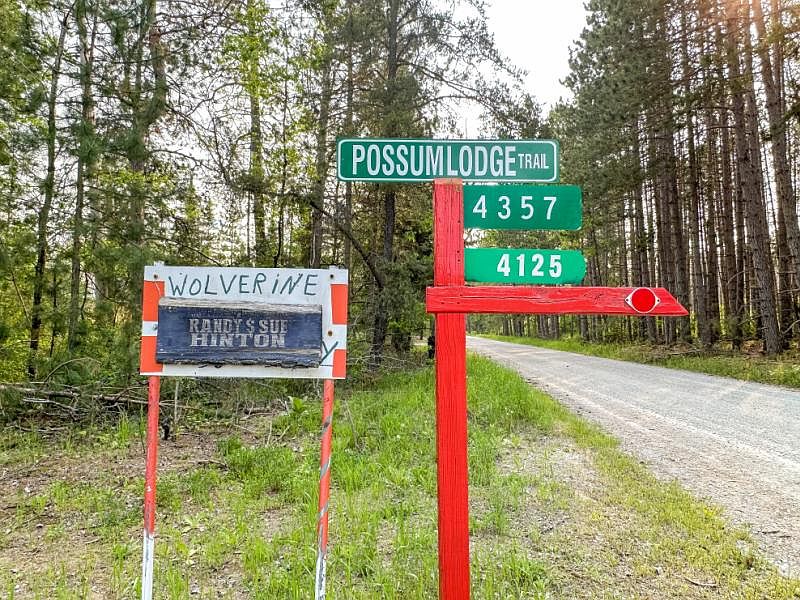 POSSUMLODGE TRAIL
4357
4125
WOLVERINE
RANDY & SUE
HINTON
Y